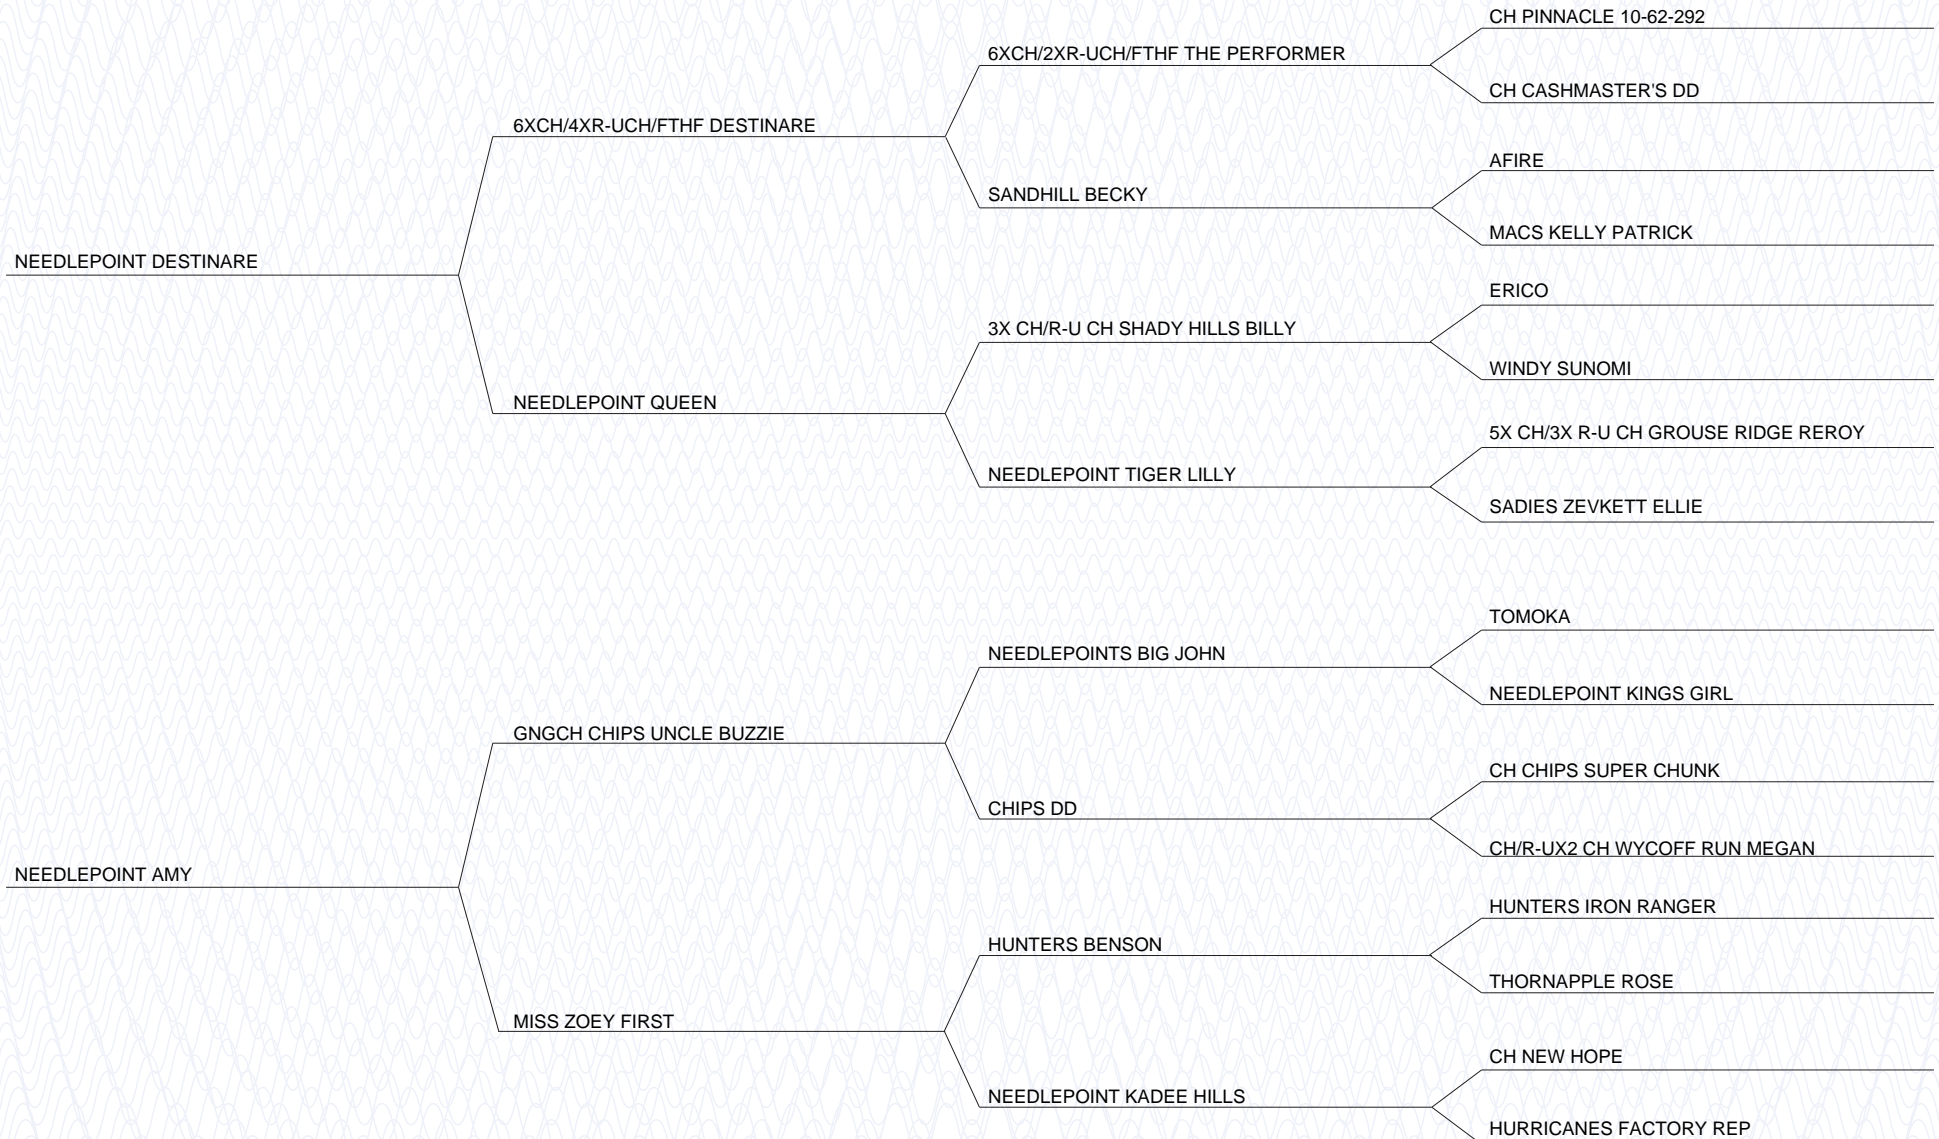 CH PINNACLE 10-62-292
6XCH/2XR-UCH/FTHF THE PERFORMER
CH CASHMASTER'S DD
6XCH/4XR-UCH/FTHF DESTINARE
AFIRE
SANDHILL BECKY
MACS KELLY PATRICK
NEEDLEPOINT DESTINARE
ERICO
3X CH/R-U CH SHADY HILLS BILLY
WINDY SUNOMI
NEEDLEPOINT QUEEN
5X CH/3X R-U CH GROUSE RIDGE REROY
NEEDLEPOINT TIGER LILLY
SADIES ZEVKETT ELLIE
TOMOKA
NEEDLEPOINTS BIG JOHN
NEEDLEPOINT KINGS GIRL
GNGCH CHIPS UNCLE BUZZIE
CH CHIPS SUPER CHUNK
CHIPS DD
CH/R-UX2 CH WYCOFF RUN MEGAN
NEEDLEPOINT AMY
HUNTERS IRON RANGER
HUNTERS BENSON
THORNAPPLE ROSE
MISS ZOEY FIRST
CH NEW HOPE
NEEDLEPOINT KADEE HILLS
HURRICANES FACTORY REP